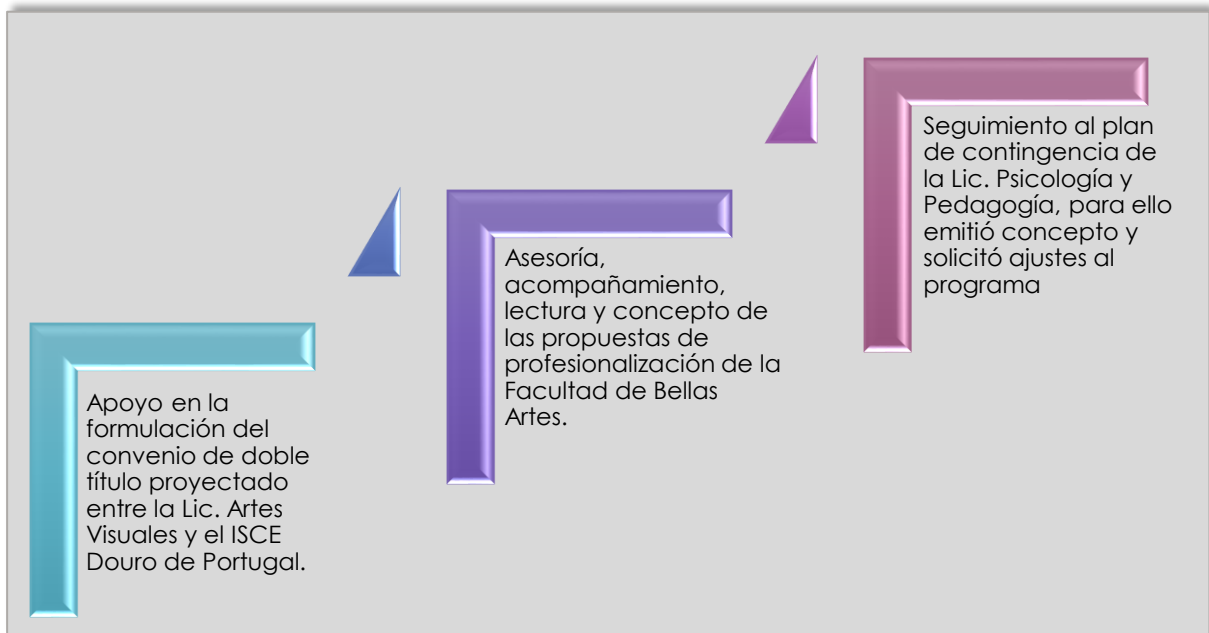 Apoyo en la
formulación del
convenio de doble
título proyectado
entre la Lic. Artes
Visuales y el ISCE
Douro de Portugal.
Asesoría,
acompañamiento,
lectura y concepto de
las propuestas de
profesionalización de la
Facultad de Bellas
Artes.
Seguimiento al plan
de contingencia de
la Lic. Psicología y
Pedagogía, para ello
emitió concepto y
solicitó ajustes al
programa